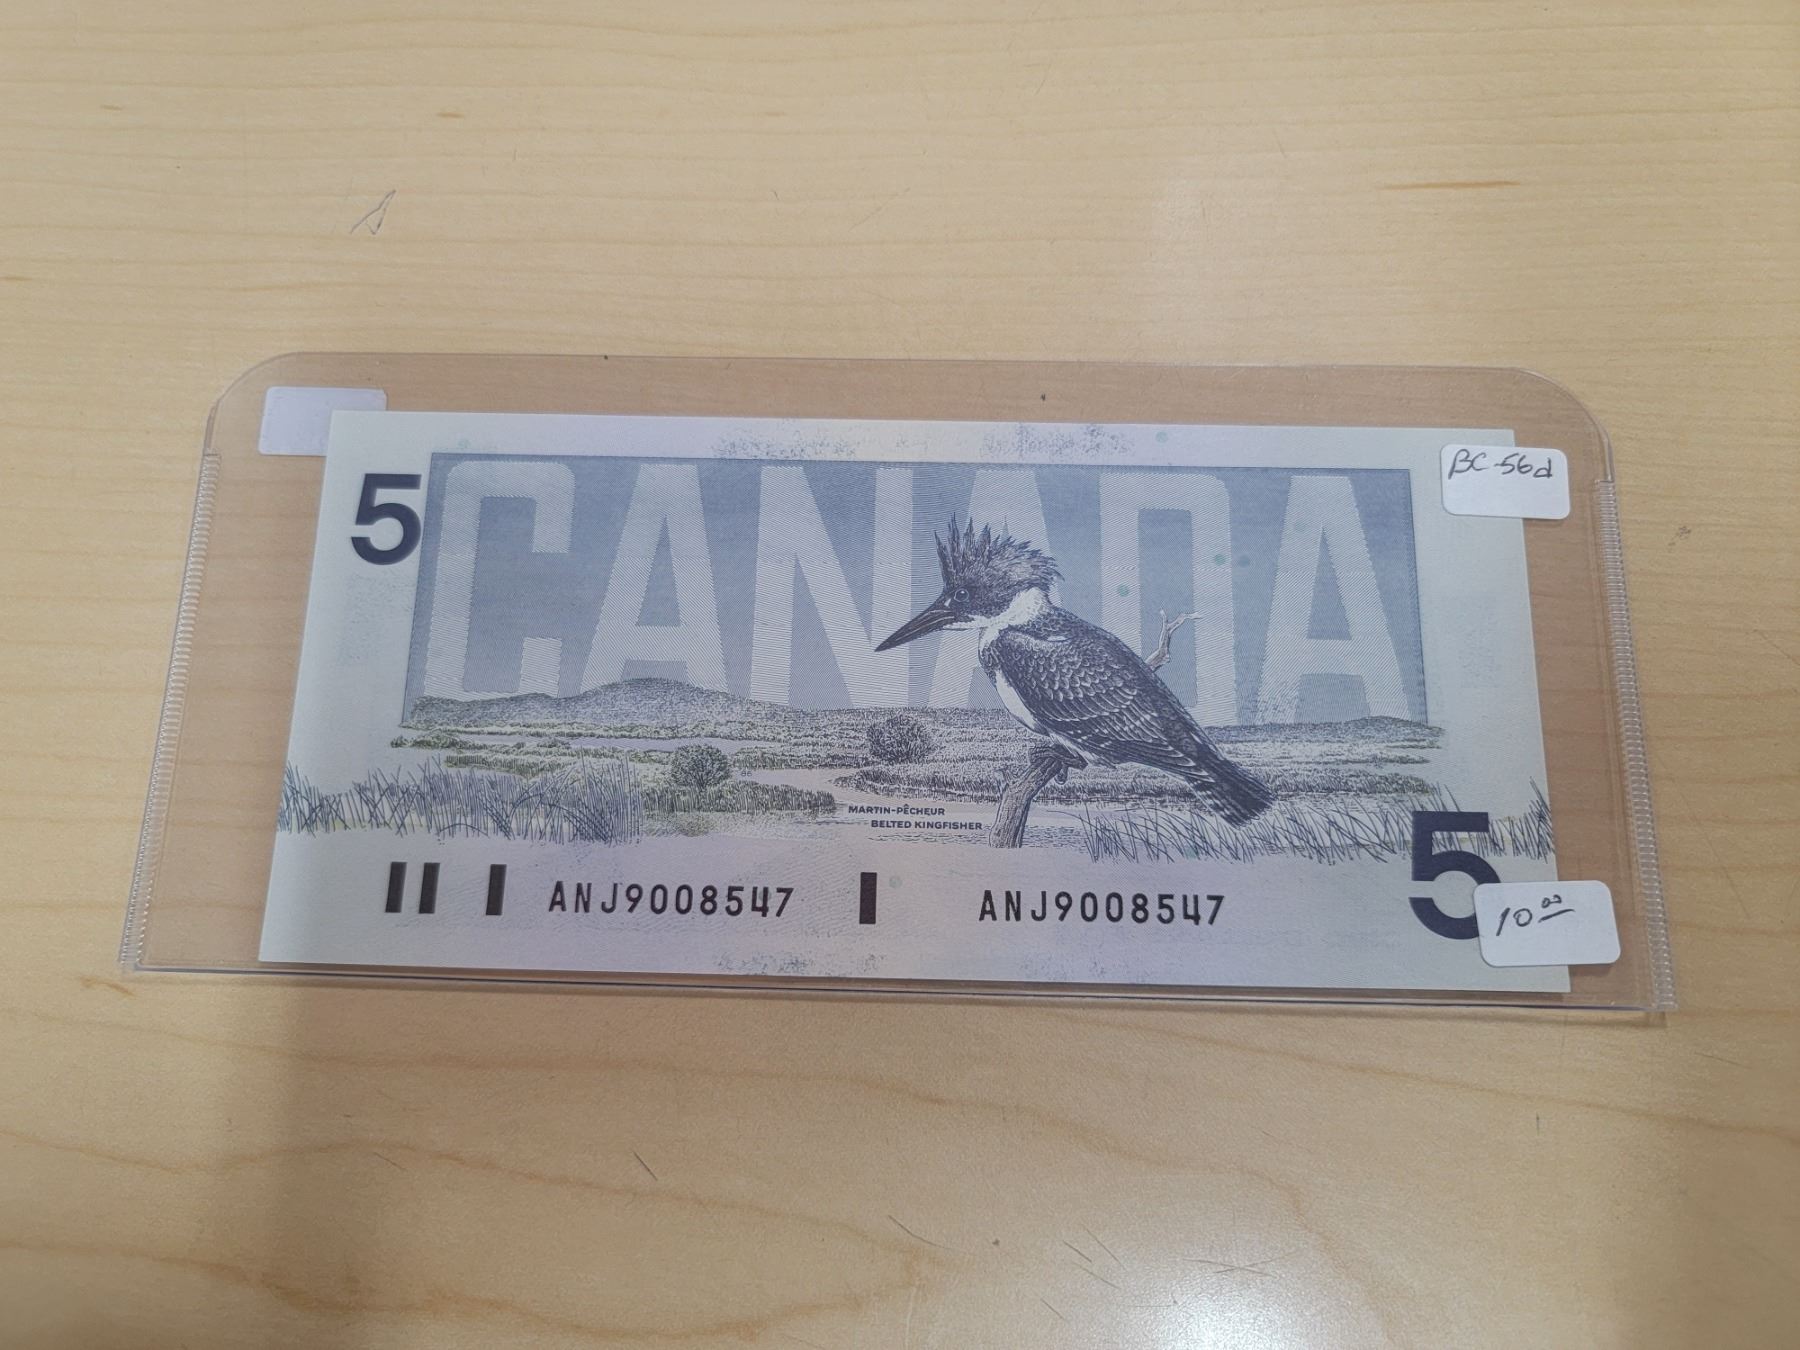 5
CANADA
BC-56d
MARTIN-PÊCHEUR
BELTED KINGFISHER
ANJ9008547
ANJ9008547
5
10.00